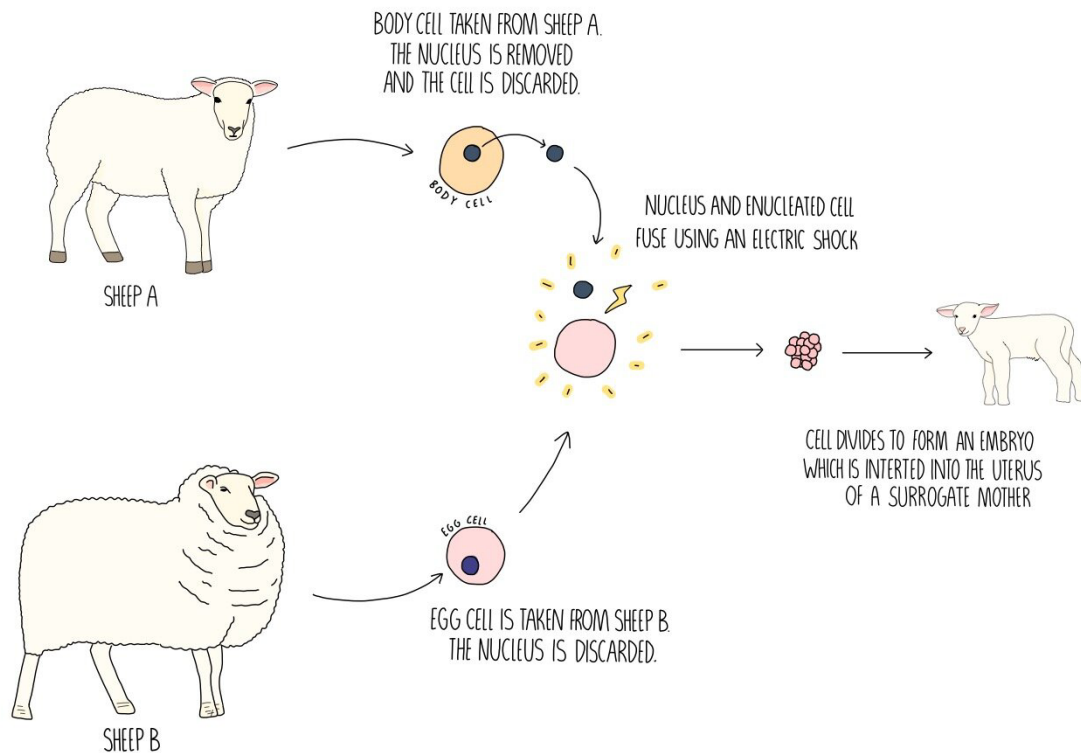 BODY CELL TAKEN FROM SHEEP A.
THE NUCLEUS IS REMOVED
AND THE CELL IS DISCARDED.
SHEEP A
BODY CELL
NUCLEUS AND ENUCLEATED CELL
FUSE USING AN ELECTRIC SHOCK
CELL DIVIDES TO FORM AN EMBRYO
WHICH IS INTERTED INTO THE UTERUS
OF A SURROGATE MOTHER
EGG CELL
EGG CELL IS TAKEN FROM SHEEP B.
THE NUCLEUS IS DISCARDED.
SHEEP B